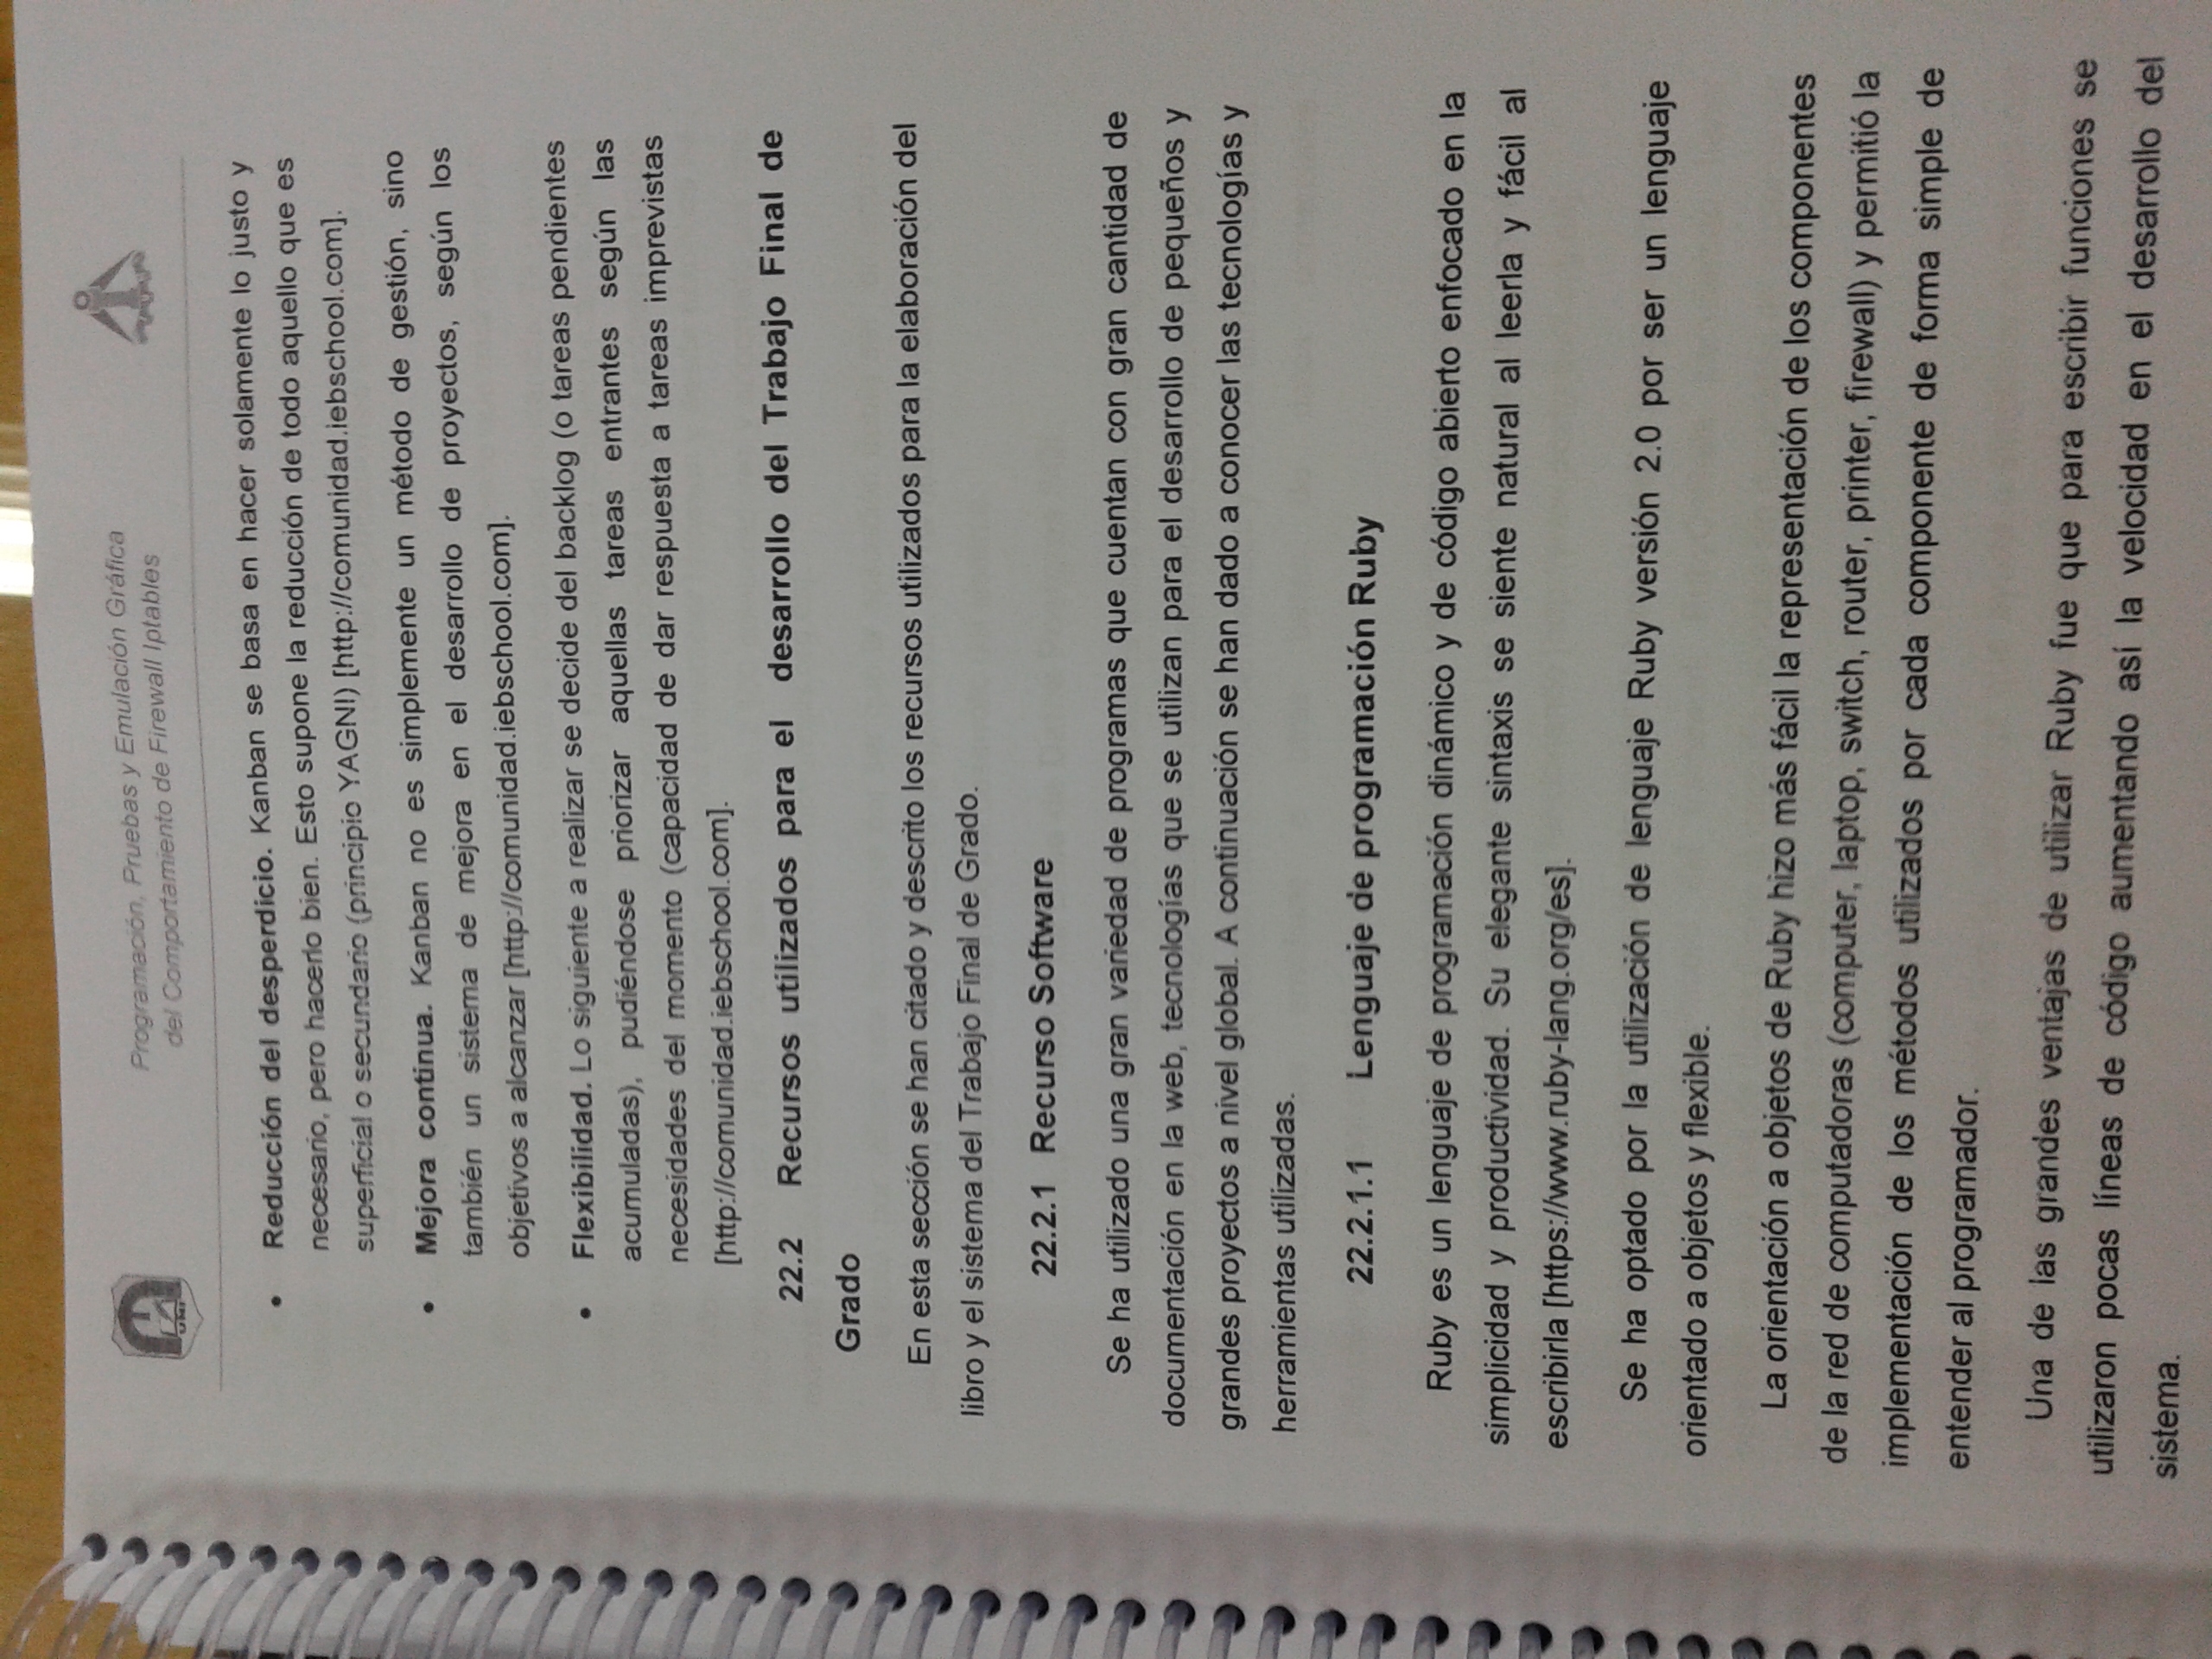 Programación, Pruebas y Emulación Gráfica
del Comportamiento de Firewall Iptables
UNI
• Reducción del desperdicio. Kanban se basa en hacer solamente lo justo y
necesario, pero hacerlo bien. Esto supone la reducción de todo aquello que es
superficial o secundario (principio YAGNI) [http://comunidad.iebschool.com].
• Mejora continua. Kanban no es simplemente un método de gestión, sino
también un sistema de mejora en el desarrollo de proyectos, según los
objetivos a alcanzar [http://comunidad.iebschool.com].
• Flexibilidad. Lo siguiente a realizar se decide del backlog (o tareas pendientes
acumuladas), pudiéndose priorizar aquellas tareas entrantes según las
necesidades del momento (capacidad de dar respuesta a tareas imprevistas
[http://comunidad.iebschool.com].
22.2 Recursos utilizados para el desarrollo del Trabajo Final de
Grado
En esta sección se han citado y descrito los recursos utilizados para la elaboración del
libro y el sistema del Trabajo Final de Grado.
22.2.1 Recurso Software
Se ha utilizado una gran variedad de programas que cuentan con gran cantidad de
documentación en la web, tecnologías que se utilizan para el desarrollo de pequeños y
grandes proyectos a nivel global. A continuación se han dado a conocer las tecnologías y
herramientas utilizadas.
22.2.1.1 Lenguaje de programación Ruby
Ruby es un lenguaje de programación dinámico y de código abierto enfocado en la
simplicidad y productividad. Su elegante sintaxis se siente natural al leerla y fácil al
escribirla [https://www.ruby-lang.org/es].
Se ha optado por la utilización de lenguaje Ruby versión 2.0 por ser un lenguaje
orientado a objetos y flexible.
La orientación a objetos de Ruby hizo más fácil la representación de los componentes
de la red de computadoras (computer, laptop, switch, router, printer, firewall) y permitió la
implementación de los métodos utilizados por cada componente de forma simple de
entender al programador.
Una de las grandes ventajas de utilizar Ruby fue que para escribir funciones se
utilizaron pocas líneas de código aumentando así la velocidad en el desarrollo del
sistema.